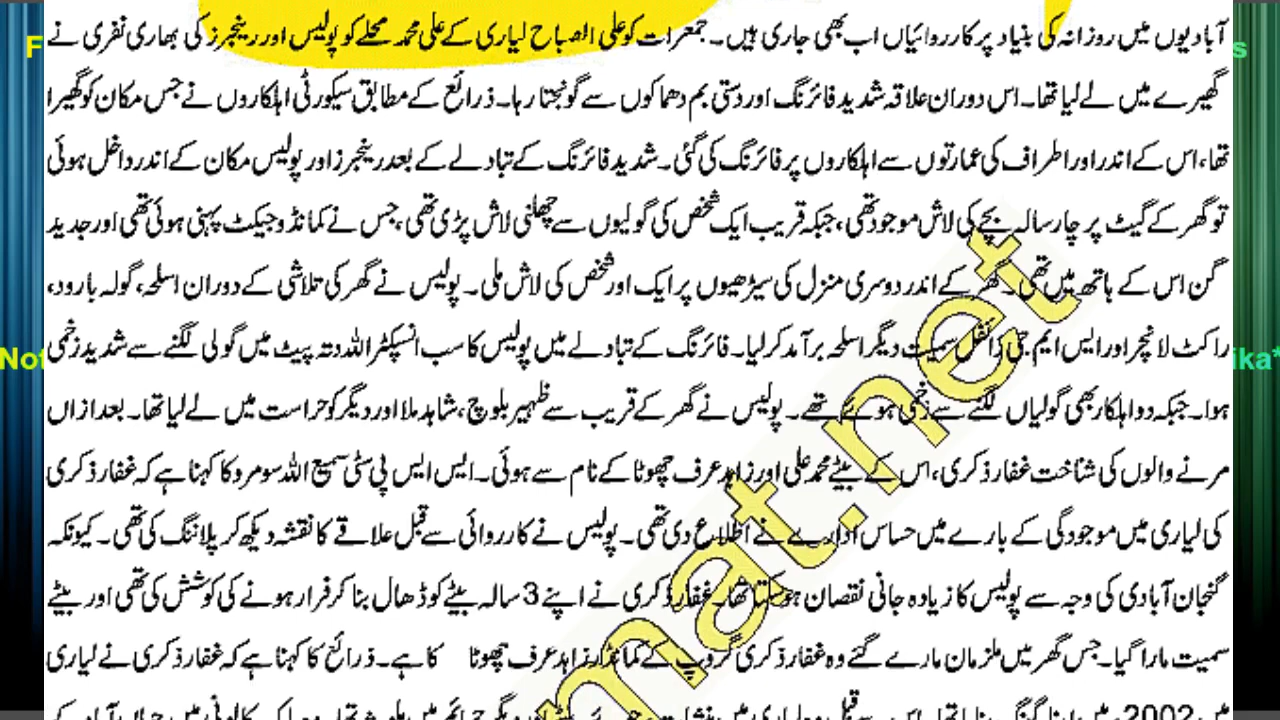 آبادیوں میں روزانہ کی بنیاد پر کارروائیاں اب بھی جاری ہیں۔ جمعرات کو علی الصباح لیاری کے علی محمد محلے کو پولیس اور رینجرز کی بھاری نفری نے
گھیرے میں لے لیا تھا۔ اس دوران علاقہ شدید فائرنگ اور دستی بم دھماکوں سے گونجتا رہا۔ ذرائع کے مطابق سیکورٹی اہلکاروں نے جس مکان کو گھیرا
تھا، اس کے اندر اور اطراف کی عمارتوں سے اہلکاروں پر فائرنگ کی گئی۔ شدید فائرنگ کے تبادلے کے بعد رینجرز اور پولیس مکان کے اندر داخل ہوئی
تو گھر کے گیٹ پر چار سالہ بچے کی لاش موجود تھی، جبکہ قریب ایک شخص کی گولیوں سے چھلنی لاش پڑی تھی، جس نے کمانڈو جیکٹ پہنی ہوئی تھی اور جدید
گن اس کے ہاتھ میں تھی۔ گھر کے اندر دوسری منزل کی سیڑھیوں پر ایک اور شخص کی لاش ملی۔ پولیس نے گھر کی تلاشی کے دوران اسلحہ، گولہ بارود،
راکٹ لانچر اور ایس ایم جی رائفل سمیت دیگر اسلحہ برآمد کر لیا۔ فائرنگ کے تبادلے میں پولیس کا سب انسپکٹر اللہ دتہ پیٹ میں گولی لگنے سے شدید زخمی
ہوا۔ جبکہ دو اہلکار بھی گولیاں لگنے سے زخمی ہوئے تھے۔ پولیس نے گھر کے قریب سے ظہیر بلوچ، شاہد ملا اور دیگر کو حراست میں لے لیا تھا۔ بعد ازاں
مرنے والوں کی شناخت غفار ذکری، اس کے بیٹے محمد علی اور زاہد عرف چھوٹا کے نام سے ہوئی۔ ایس ایس پی سٹی سمیع اللہ سومرو کا کہنا ہے کہ غفار ذکری
کی لیاری میں موجودگی کے بارے میں حساس ادارے نے اطلاع دی تھی۔ پولیس نے کارروائی سے قبل علاقے کا نقشہ دیکھ کر پلاننگ کی تھی۔ کیونکہ
گنجان آبادی کی وجہ سے پولیس کا زیادہ جانی نقصان ہو سکتا تھا۔ غفار ذکری نے اپنے 3 سالہ بیٹے کو ڈھال بنا کر فرار ہونے کی کوشش کی تھی اور بیٹے
سمیت مارا گیا۔ جس گھر میں ملزمان مارے گئے وہ غفار ذکری گروپ کے کمانڈر زاہد عرف چھوٹا کا ہے۔ ذرائع کا کہنا ہے کہ غفار ذکری نے لیاری
میں 2002ء میں
mat.net
F
s
Not
ika*